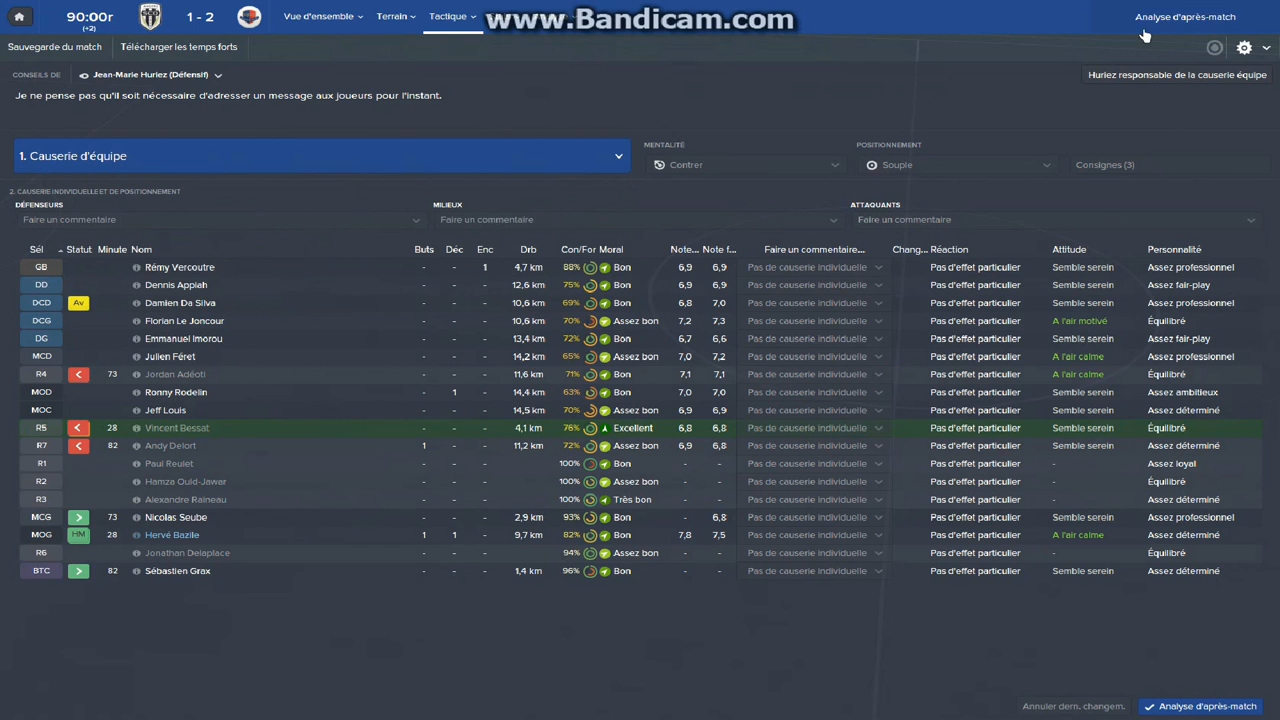 90:00r
(+2)
1 - 2
Vue d'ensemble
Terrain
Tactique
www.Bandicam.com
Analyse d'après-match
Sauvegarde du match
Télécharger les temps forts
CONSEILS DE
Jean-Marie Huriez (Défensif)
Huriez responsable de la causerie équipe
Je ne pense pas qu'il soit nécessaire d'adresser un message aux joueurs pour l'instant.
MENTALITÉ
POSITIONNEMENT
1. Causerie d'équipe
Contrer
Souple
Consignes (3)
2. CAUSERIE INDIVIDUELLE ET DE POSITIONNEMENT
DÉFENSEURS
MILIEUX
ATTAQUANTS
Faire un commentaire
Faire un commentaire
Faire un commentaire
Sél Statut Minute Nom Buts Déc Enc Drb Con/For Moral Note... Note f... Faire un commentaire... Chang... Réaction Attitude Personnalité
GB Rémy Vercoutre - - 1 4,7 km 88% Bon 6,9 6,9 Pas de causerie individuelle Pas d'effet particulier Semble serein Assez professionnel
DD Dennis Appiah - - - 12,6 km 75% Bon 6,9 6,9 Pas de causerie individuelle Pas d'effet particulier Semble serein Assez fair-play
DCD Av Damien Da Silva - - - 10,6 km 69% Bon 6,8 7,0 Pas de causerie individuelle Pas d'effet particulier Semble serein Assez professionnel
DCG Florian Le Joncour - - - 10,6 km 70% Assez bon 7,2 7,3 Pas de causerie individuelle Pas d'effet particulier A l'air motivé Équilibré
DG Emmanuel Imorou - - - 13,4 km 72% Bon 6,7 6,6 Pas de causerie individuelle Pas d'effet particulier Semble serein Assez fair-play
MCD Julien Féret - - - 14,2 km 65% Assez bon 7,0 7,2 Pas de causerie individuelle Pas d'effet particulier A l'air calme Assez professionnel
R4 73 Jordan Adéoti - - - 11,6 km 71% Assez bon 7,1 7,1 Pas de causerie individuelle Pas d'effet particulier A l'air calme Équilibré
MOD Ronny Rodelin - 1 - 14,4 km 63% Bon 7,0 7,0 Pas de causerie individuelle Pas d'effet particulier Semble serein Assez ambitieux
MOC Jeff Louis - - - 14,5 km 70% Assez bon 6,9 6,9 Pas de causerie individuelle Pas d'effet particulier Semble serein Assez déterminé
R5 28 Vincent Bessat - - - 4,1 km 76% Excellent 6,8 6,8 Pas de causerie individuelle Pas d'effet particulier Semble serein Équilibré
R7 82 Andy Delort 1 - - 11,2 km 72% Assez bon 6,9 6,8 Pas de causerie individuelle Pas d'effet particulier Semble serein Assez déterminé
R1 Paul Reulet - - - 100% Bon - - Pas de causerie individuelle Pas d'effet particulier - Assez loyal
R2 Hamza Ould-Jawar - - - 100% Assez bon - - Pas de causerie individuelle Pas d'effet particulier - Assez déterminé
R3 Alexandre Raineau - - - 100% Très bon - - Pas de causerie individuelle Pas d'effet particulier - Assez déterminé
MCG 73 Nicolas Seube - - - 2,9 km 93% Bon - 6,8 Pas de causerie individuelle Pas d'effet particulier Semble serein Assez professionnel
MOG HM 28 Hervé Bazile 1 1 - 9,7 km 82% Bon 7,8 7,5 Pas de causerie individuelle Pas d'effet particulier A l'air calme Assez déterminé
R6 Jonathan Delaplace - - - 94% Assez bon - - Pas de causerie individuelle Pas d'effet particulier - Équilibré
BTC 82 Sébastien Grax - - - 1,4 km 96% Bon - - Pas de causerie individuelle Pas d'effet particulier Semble serein Assez déterminé
Annuler dern. changem.
Analyse d'après-match